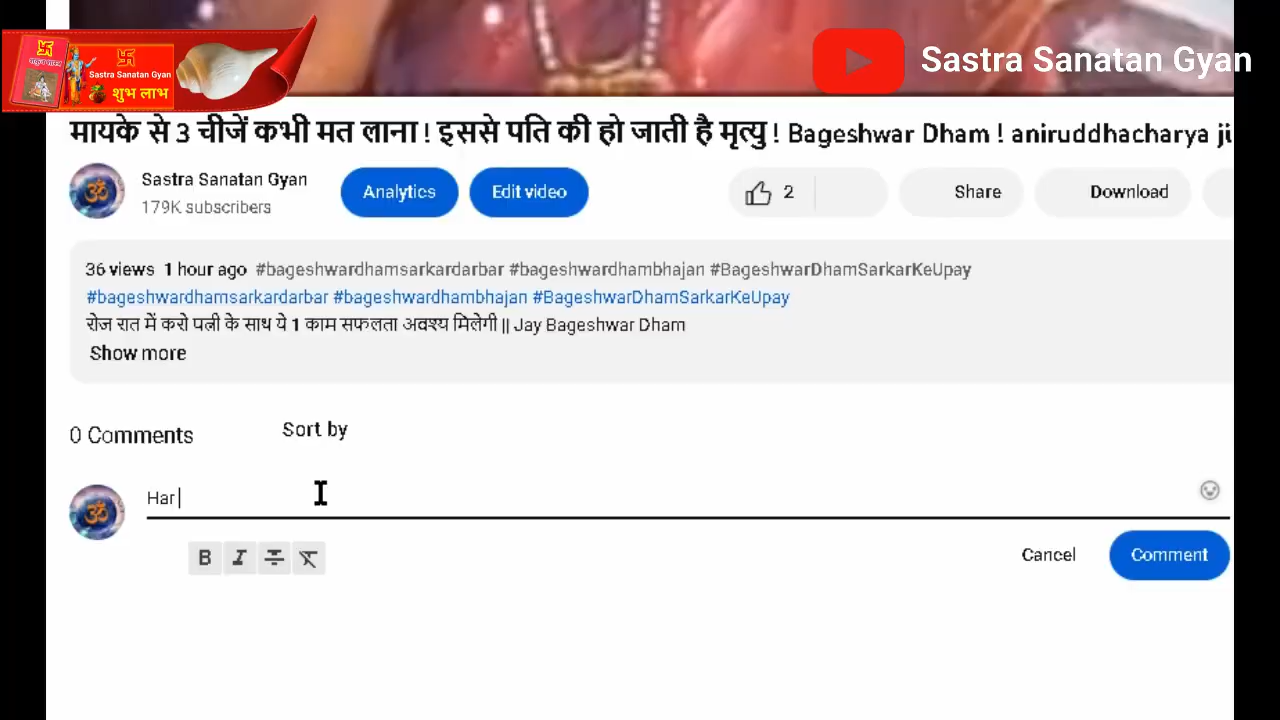 Sastra Sanatan Gyan
शुभ लाभ
Sastra Sanatan Gyan
मायके से 3 चीजें कभी मत लाना ! इससे पति की हो जाती है मृत्यु ! Bageshwar Dham ! aniruddhacharya ji
Sastra Sanatan Gyan
179K subscribers
Analytics
Edit video
2
Share
Download
36 views 1 hour ago #bageshwardhamsarkardarbar #bageshwardhambhajan #BageshwarDhamSarkarKeUpay
#bageshwardhamsarkardarbar #bageshwardhambhajan #BageshwarDhamSarkarKeUpay
रोज रात में करो पत्नी के साथ ये 1 काम सफलता अवश्य मिलेगी || Jay Bageshwar Dham
Show more
0 Comments
Sort by
Har
B I
Cancel
Comment